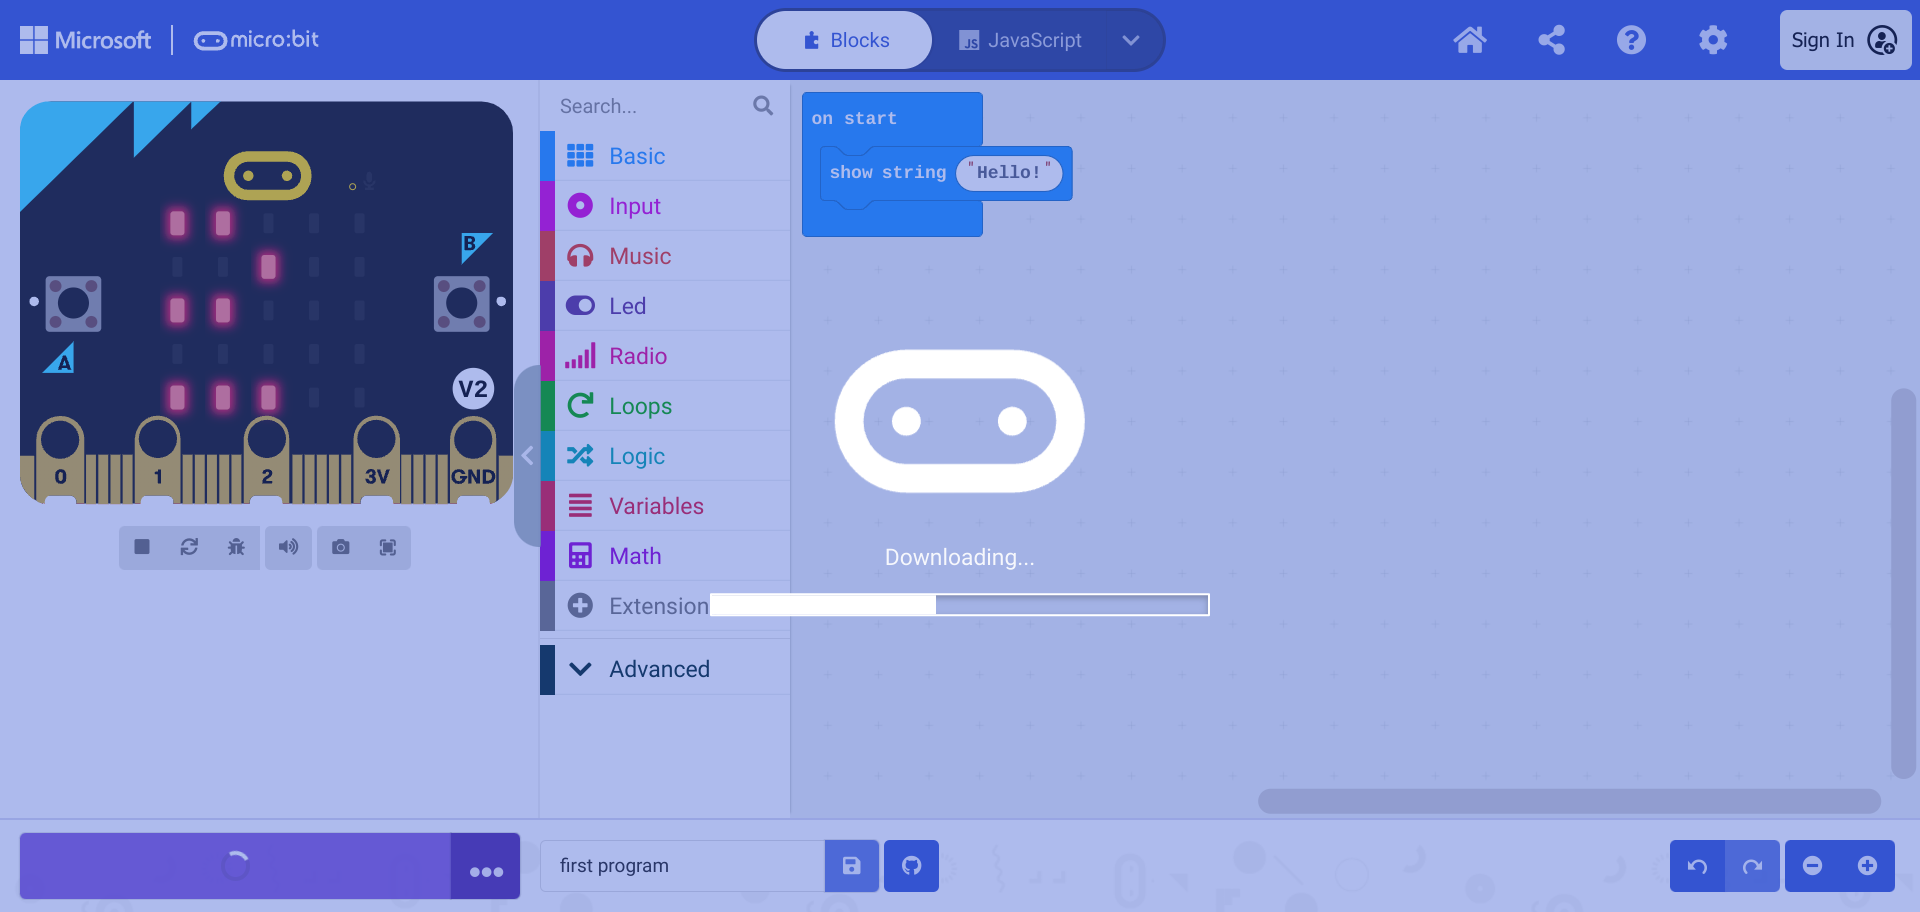 Microsoft
micro:bit
Blocks
JS
JavaScript
Sign In
B
A
V2
0
1
2
3V
GND
Search...
Basic
Input
Music
Led
Radio
Loops
Logic
Variables
Math
Extension
Advanced
on start
show string "Hello!"
Downloading...
first program